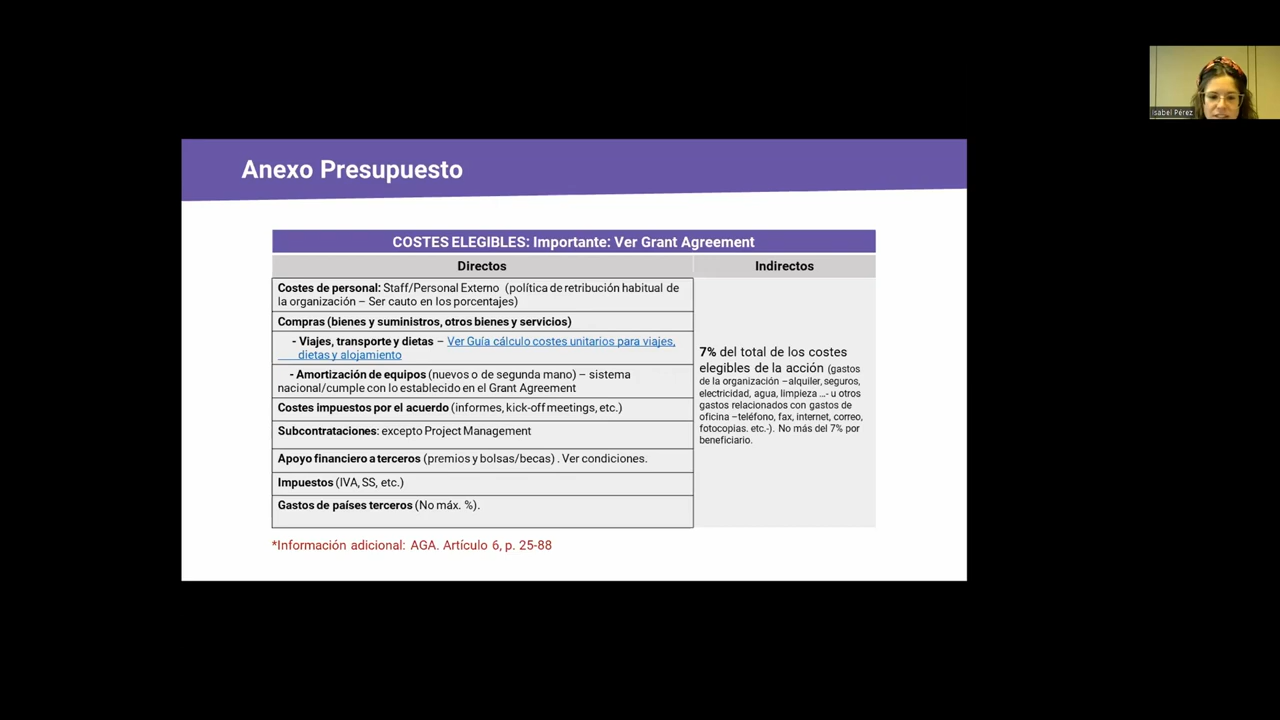 Isabel Pérez
Anexo Presupuesto
COSTES ELEGIBLES: Importante: Ver Grant Agreement
Directos
Indirectos
Costes de personal: Staff/Personal Externo (política de retribución habitual de
la organización – Ser cauto en los porcentajes)
Compras (bienes y suministros, otros bienes y servicios)
- Viajes, transporte y dietas – Ver Guía cálculo costes unitarios para viajes,
dietas y alojamiento
- Amortización de equipos (nuevos o de segunda mano) – sistema
nacional/cumple con lo establecido en el Grant Agreement
Costes impuestos por el acuerdo (informes, kick-off meetings, etc.)
Subcontrataciones: excepto Project Management
Apoyo financiero a terceros (premios y bolsas/becas) . Ver condiciones.
Impuestos (IVA, SS, etc.)
Gastos de países terceros (No máx. %).
7% del total de los costes
elegibles de la acción (gastos
de la organización –alquiler, seguros,
electricidad, agua, limpieza ...- u otros
gastos relacionados con gastos de
oficina –teléfono, fax, internet, correo,
fotocopias. etc.-). No más del 7% por
beneficiario.
*Información adicional: AGA. Artículo 6, p. 25-88